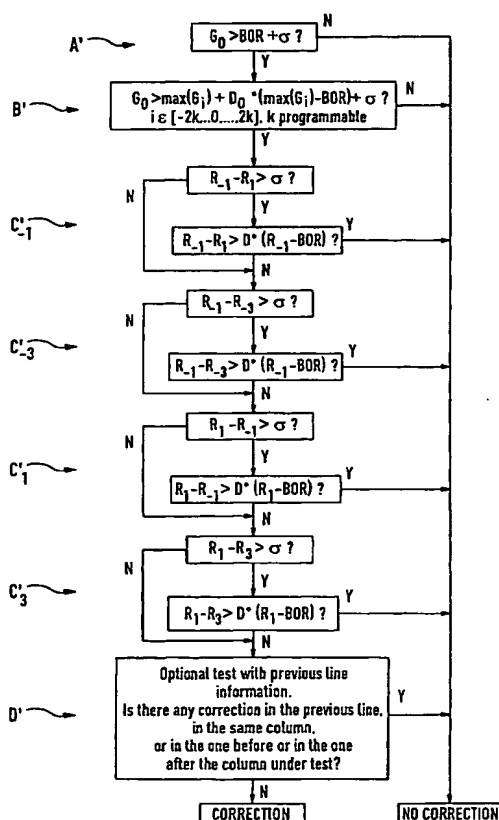 A' G₀ > BOR + σ ? N
Y
B' G₀ > max(Gᵢ) + D₀ * (max(Gᵢ)-BOR) + σ ? N
i ε [-2k...0....,2k], k programmable
Y
C'₋₁ R₋₁ - R₁ > σ ?
N Y
R₋₁ - R₁ > D* (R₋₁ - BOR) ? Y
N
C'₋₃ R₋₁ - R₋₃ > σ ?
N Y
R₋₁ - R₋₃ > D* (R₋₁ - BOR) ? Y
N
C'₁ R₁ - R₋₁ > σ ?
N Y
R₁ - R₋₁ > D* (R₁ - BOR) ? Y
N
C'₃ R₁ - R₃ > σ ?
N Y
R₁ - R₃ > D* (R₁ - BOR) ? Y
N
D' Optional test with previous line
information.
Is there any correction in the previous line,
in the same column,
or in the one before or in the one
after the column under test?
Y
N
CORRECTION NO CORRECTION